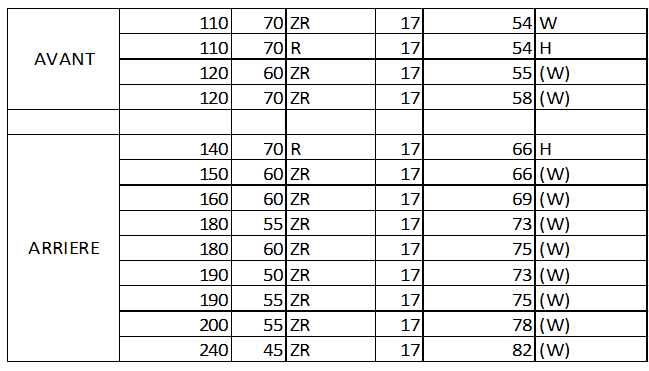 AVANT
110 70 ZR 17 54 W
110 70 R 17 54 H
120 60 ZR 17 55 (W)
120 70 ZR 17 58 (W)
ARRIERE
140 70 R 17 66 H
150 60 ZR 17 66 (W)
160 60 ZR 17 69 (W)
180 55 ZR 17 73 (W)
180 60 ZR 17 75 (W)
190 50 ZR 17 73 (W)
190 55 ZR 17 75 (W)
200 55 ZR 17 78 (W)
240 45 ZR 17 82 (W)